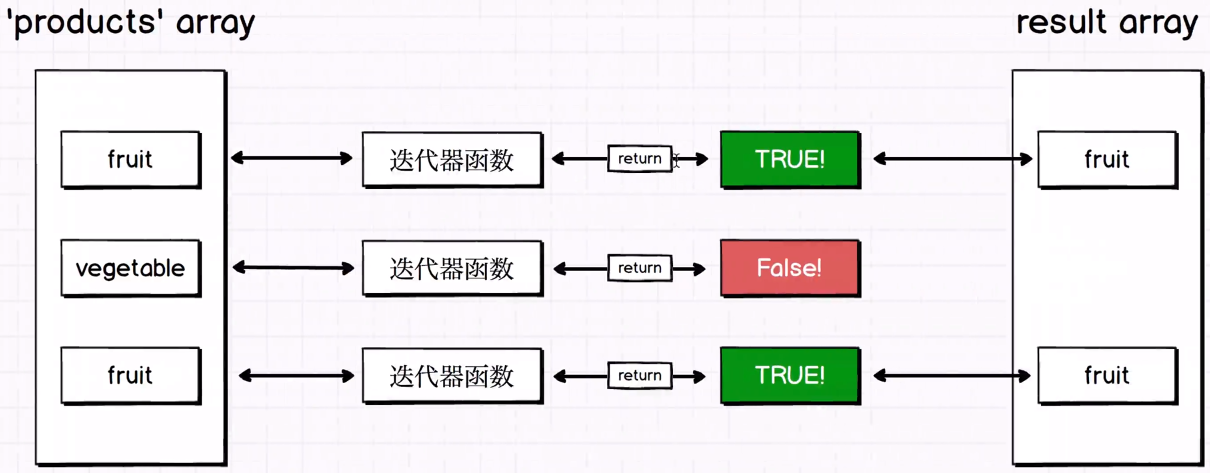 'products' array
result array
fruit
迭代器函数
return
TRUE!
fruit
vegetable
迭代器函数
return
False!
fruit
迭代器函数
return
TRUE!
fruit